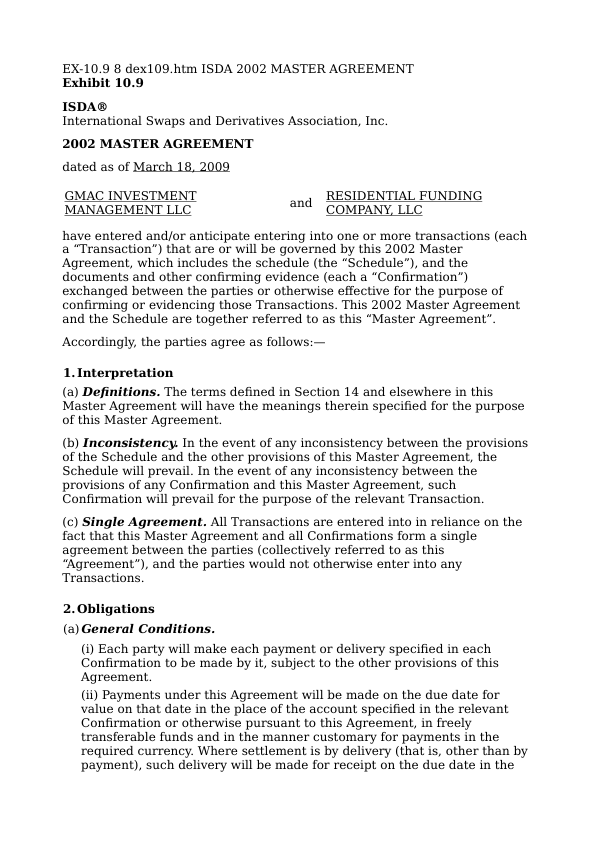 EX-10.9 8 dex109.htm ISDA 2002 MASTER AGREEMENT
Exhibit 10.9
ISDA®
International Swaps and Derivatives Association, Inc.
2002 MASTER AGREEMENT
dated as of March 18, 2009
GMAC INVESTMENT
MANAGEMENT LLC
and
RESIDENTIAL FUNDING
COMPANY, LLC
have entered and/or anticipate entering into one or more transactions (each
a “Transaction”) that are or will be governed by this 2002 Master
Agreement, which includes the schedule (the “Schedule”), and the
documents and other confirming evidence (each a “Confirmation”)
exchanged between the parties or otherwise effective for the purpose of
confirming or evidencing those Transactions. This 2002 Master Agreement
and the Schedule are together referred to as this “Master Agreement”.
Accordingly, the parties agree as follows:—
1. Interpretation
(a) Definitions. The terms defined in Section 14 and elsewhere in this
Master Agreement will have the meanings therein specified for the purpose
of this Master Agreement.
(b) Inconsistency. In the event of any inconsistency between the provisions
of the Schedule and the other provisions of this Master Agreement, the
Schedule will prevail. In the event of any inconsistency between the
provisions of any Confirmation and this Master Agreement, such
Confirmation will prevail for the purpose of the relevant Transaction.
(c) Single Agreement. All Transactions are entered into in reliance on the
fact that this Master Agreement and all Confirmations form a single
agreement between the parties (collectively referred to as this
“Agreement”), and the parties would not otherwise enter into any
Transactions.
2. Obligations
(a) General Conditions.
(i) Each party will make each payment or delivery specified in each
Confirmation to be made by it, subject to the other provisions of this
Agreement.
(ii) Payments under this Agreement will be made on the due date for
value on that date in the place of the account specified in the relevant
Confirmation or otherwise pursuant to this Agreement, in freely
transferable funds and in the manner customary for payments in the
required currency. Where settlement is by delivery (that is, other than by
payment), such delivery will be made for receipt on the due date in the